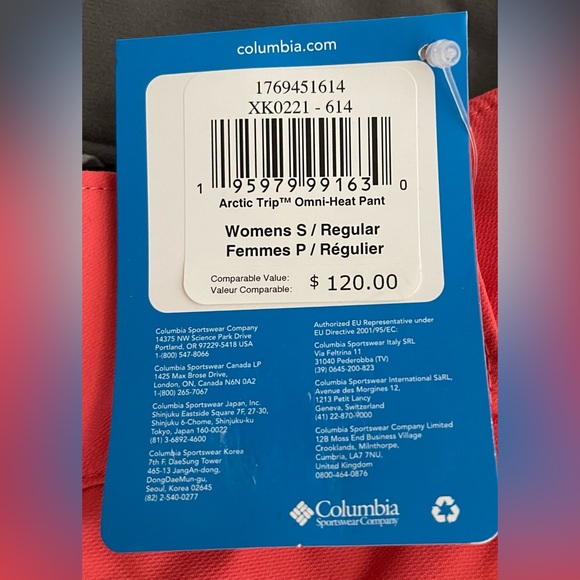 columbia.com
1769451614
XK0221 - 614
1 95979 99163 0
Arctic Trip™ Omni-Heat Pant
Womens S / Regular
Femmes P / Régulier
Comparable Value:
Valeur Comparable:
$ 120.00
Columbia Sportswear Company
14375 NW Science Park Drive
Portland, OR 97229-5418 USA
1-(800) 547-8066
Columbia Sportswear Canada LP
1425 Max Brose Drive,
London, ON, Canada N6N 0A2
1-(800) 265-7067
Columbia Sportswear Japan, Inc.
Shinjuku Eastside Square 7F, 27-30,
Shinjuku 6-Chome, Shinjuku-ku
Tokyo, Japan 160-0022
(81) 3-6892-4600
Columbia Sportswear Korea
7th F. DaeSung Tower
465-13 JangAn-dong,
DongDaeMun-gu,
Seoul, Korea 02645
(82) 2-540-0277
Authorized EU Representative under
EU Directive 2001/95/EC:
Columbia Sportswear Italy SRL
Via Feltrina 11
31040 Pederobba (TV)
(39) 0645-200-823
Columbia Sportswear International SàRL,
Avenue des Morgines 12,
1213 Petit Lancy
Geneva, Switzerland
(41) 22-870-9000
Columbia Sportswear Company Limited
12B Moss End Business Village
Crooklands, Milnthorpe,
Cumbria, LA7 7NU,
United Kingdom
0800-464-0876
Columbia
Sportswear Company